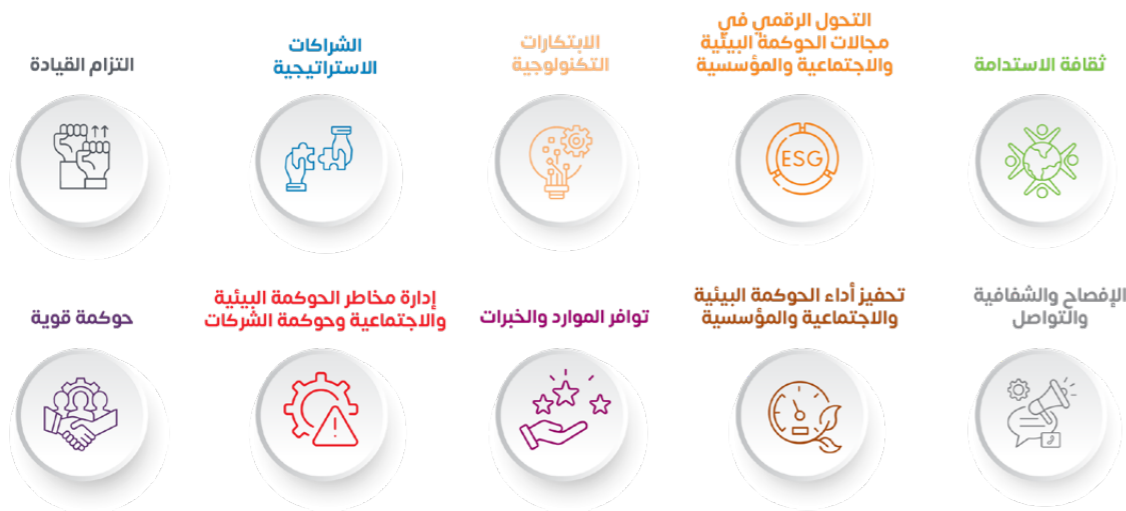 ثقافة الاستدامة
التحول الرقمي في
مجالات الحوكمة البيئية
والاجتماعية والمؤسسية
الابتكارات
التكنولوجية
الشراكات
الاستراتيجية
التزام القيادة
ESG
الإفصاح والشفافية
والتواصل
تحفيز أداء الحوكمة البيئية
والاجتماعية والمؤسسية
توافر الموارد والخبرات
إدارة مخاطر الحوكمة البيئية
والاجتماعية وحوكمة الشركات
حوكمة قوية